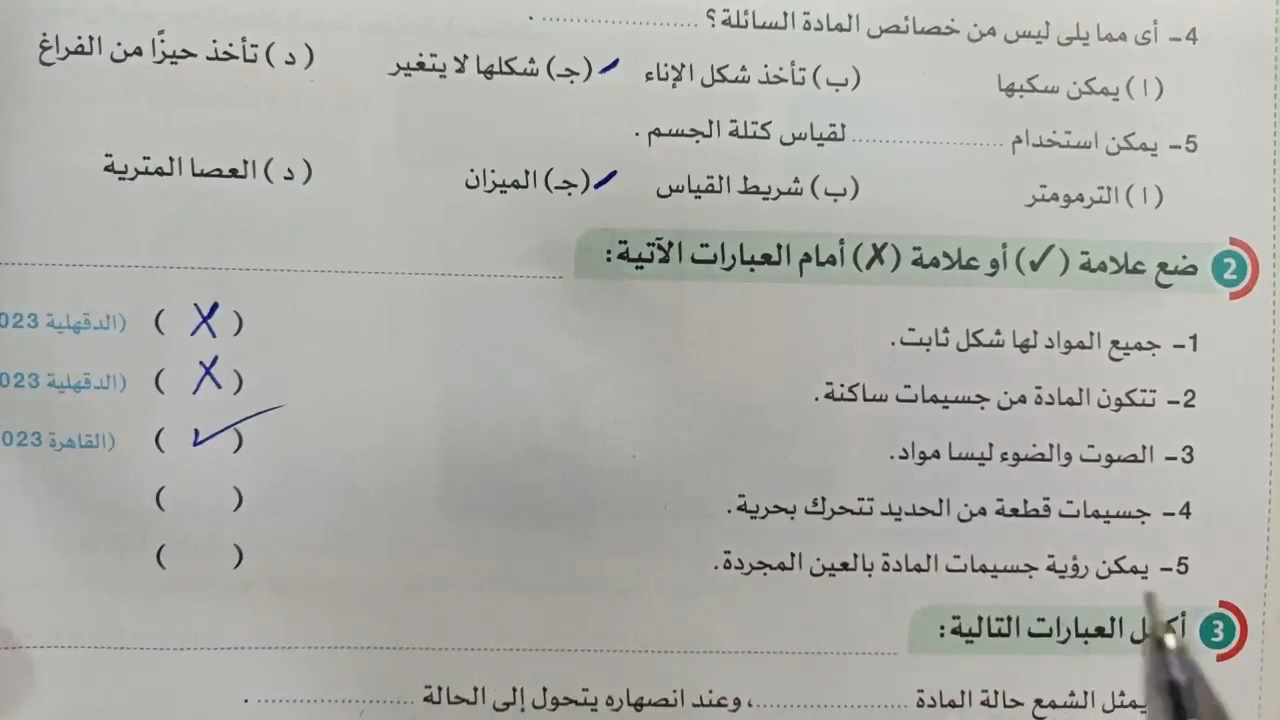 4- أى مما يلى ليس من خصائص المادة السائلة؟ ..................... .
(ا) يمكن سكبها (ب) تأخذ شكل الإناء (جـ) شكلها لا يتغير (د) تأخذ حيزًا من الفراغ
5- يمكن استخدام ..................... لقياس كتلة الجسم .
(ا) الترمومتر (ب) شريط القياس (جـ) الميزان (د) العصا المترية
2 ضع علامة (✓) أو علامة (✗) أمام العبارات الآتية:
1- جميع المواد لها شكل ثابت. (X) (الدقهلية 023
2- تتكون المادة من جسيمات ساكنة. (X) (الدقهلية 023
3- الصوت والضوء ليسا مواد. (✓) (القاهرة 023
4- جسيمات قطعة من الحديد تتحرك بحرية. ( )
5- يمكن رؤية جسيمات المادة بالعين المجردة. ( )
3 أكمل العبارات التالية:
يمثل الشمع حالة المادة .....................، وعند انصهاره يتحول إلى الحالة ..................... .